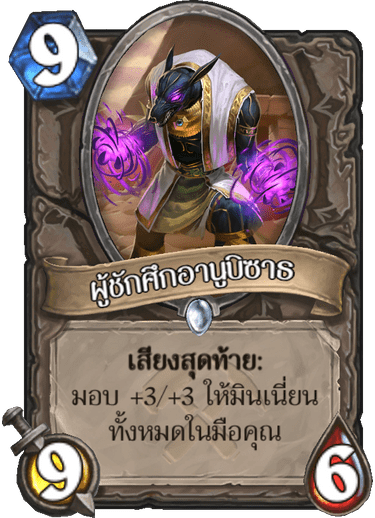 9
ผู้ชักศึกอานูบิซาธ
เสียงสุดท้าย:
มอบ +3/+3 ให้มินเนี่ยน
ทั้งหมดในมือคุณ
9
6